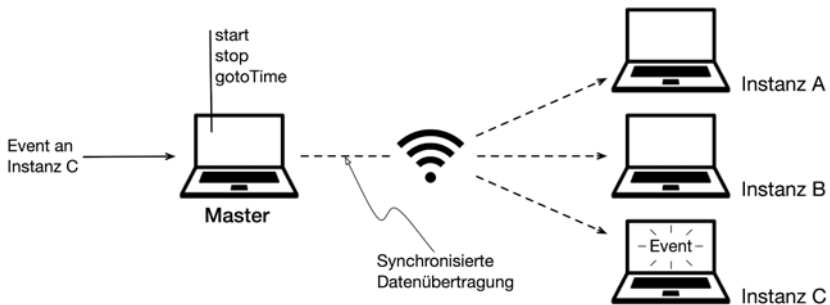 start
stop
gotoTime
Event an
Instanz C
Master
Synchronisierte
Datenübertragung
Instanz A
Instanz B
Event
Instanz C